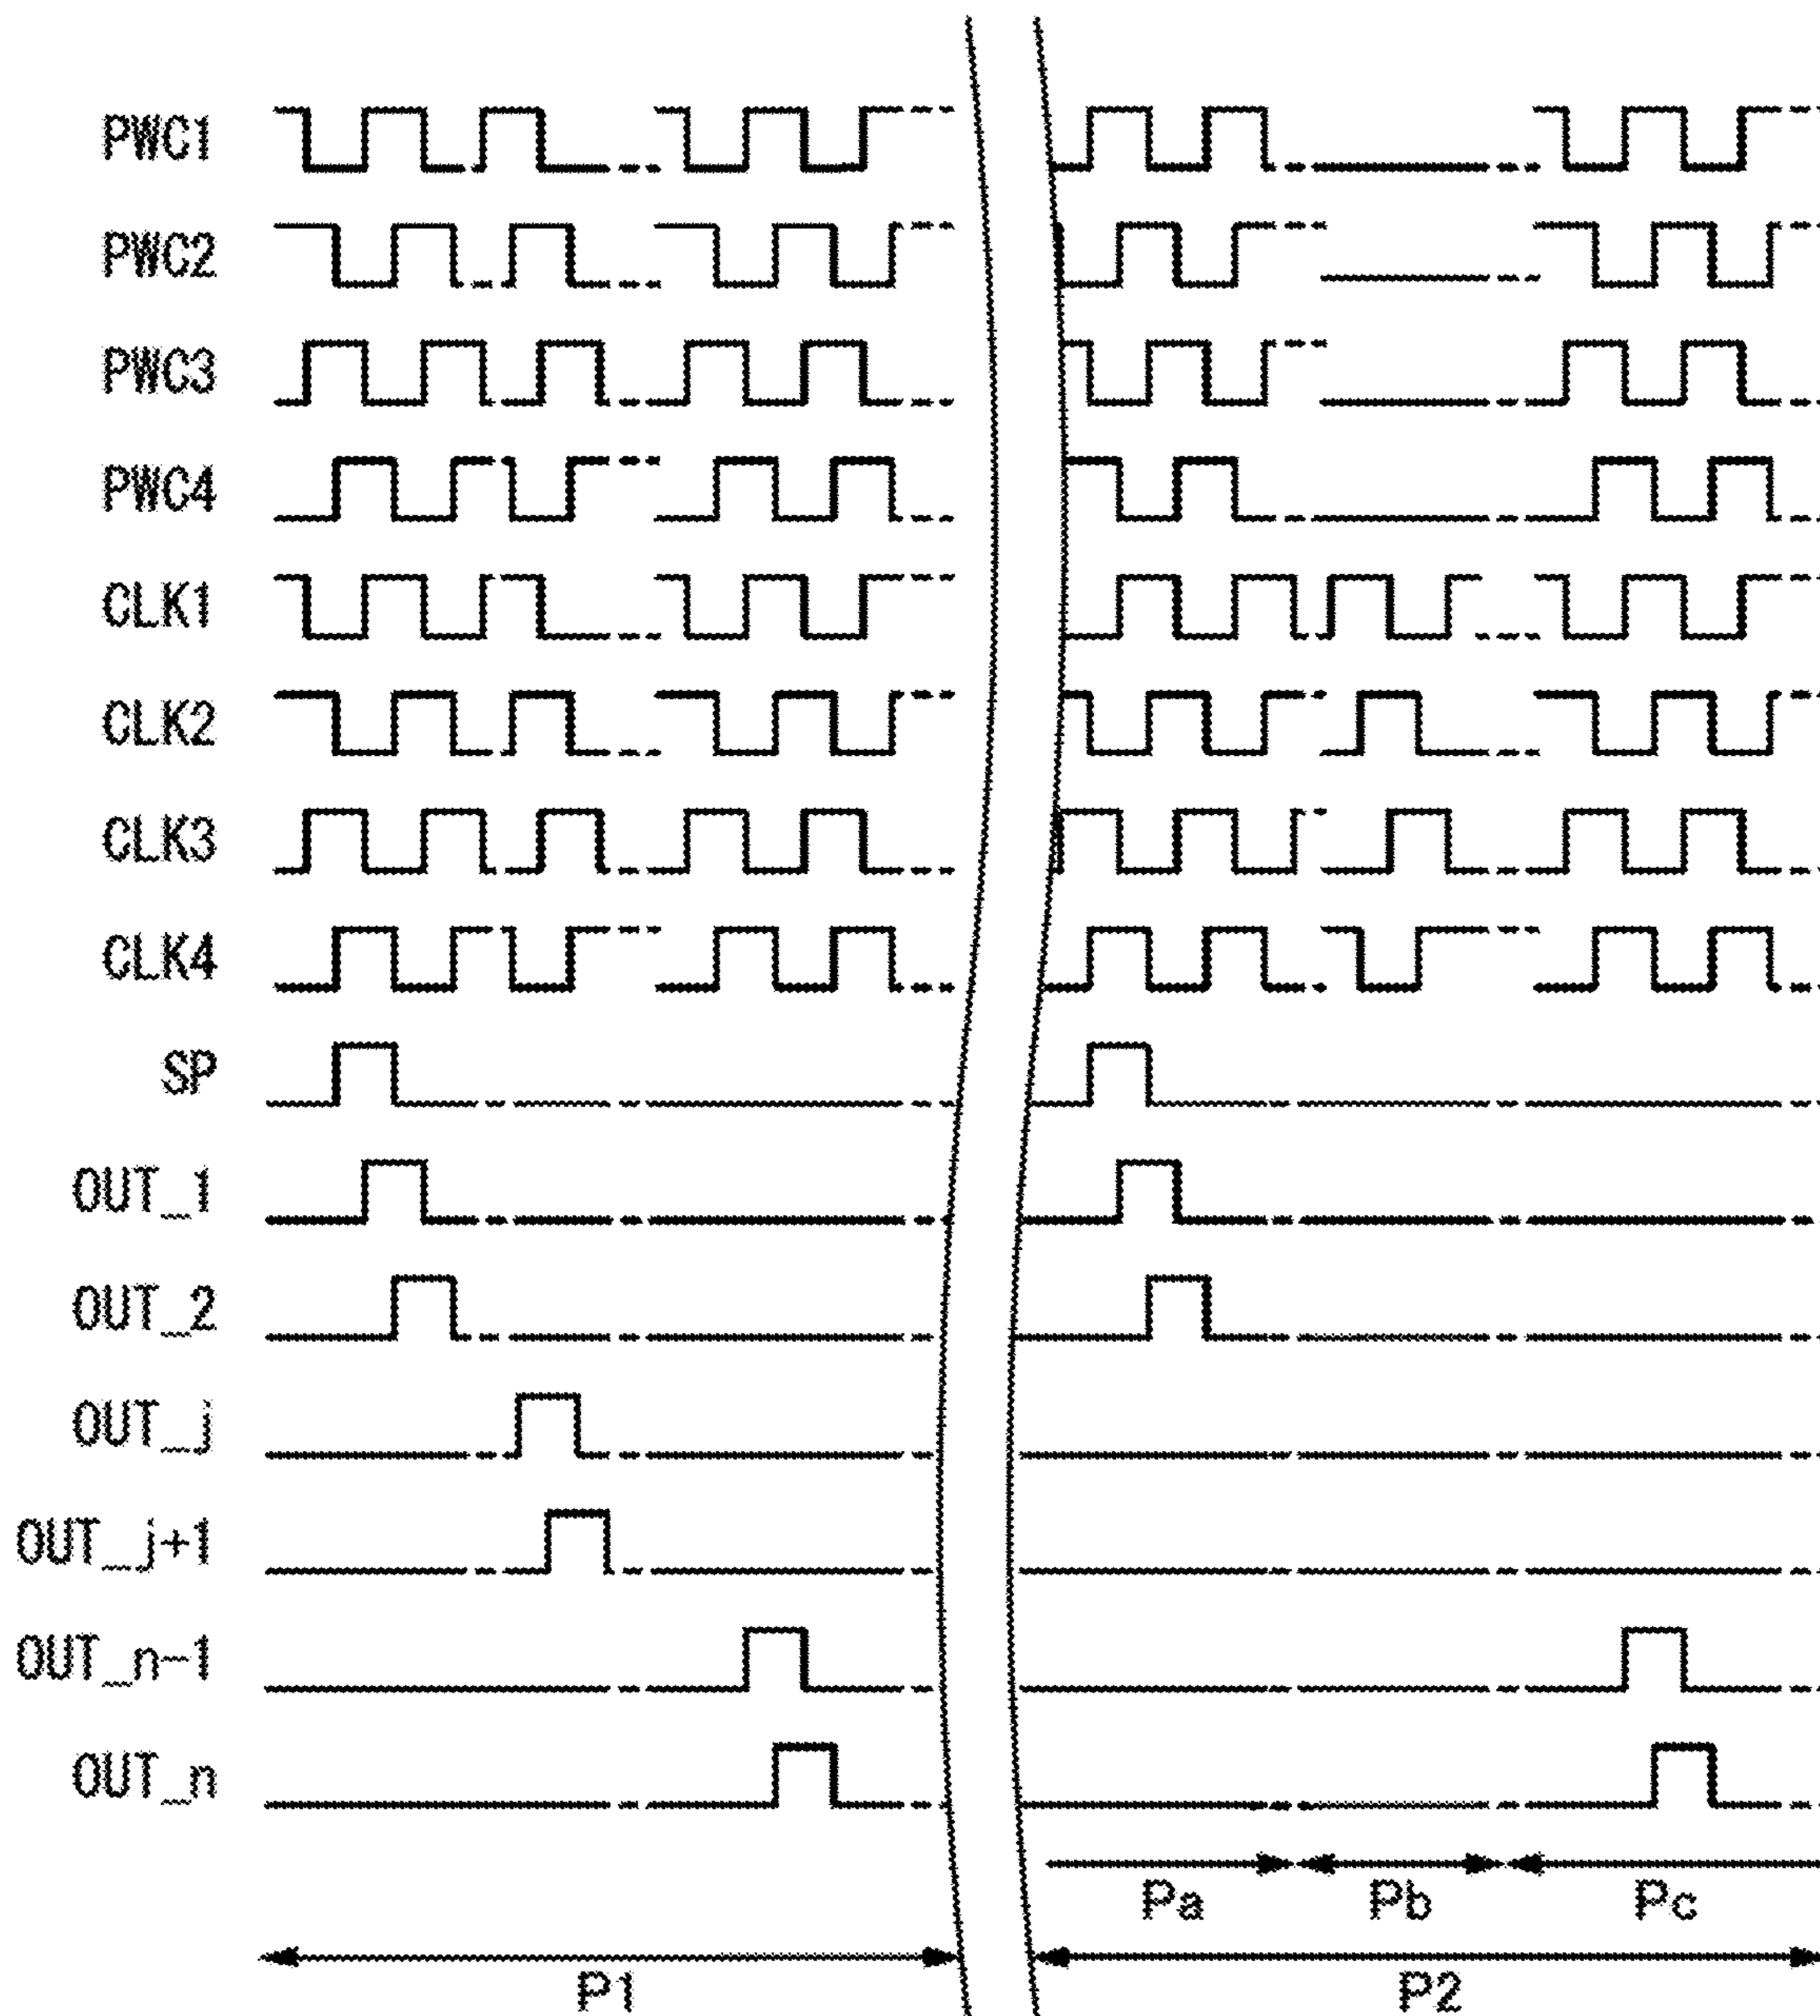 PWC1
PWC2
PWC3
PWC4
CLK1
CLK2
CLK3
CLK4
SP
OUT_1
OUT_2
OUT_j
OUT_j+1
OUT_n-1
OUT_n
Pa Pb Pc
P1 P2